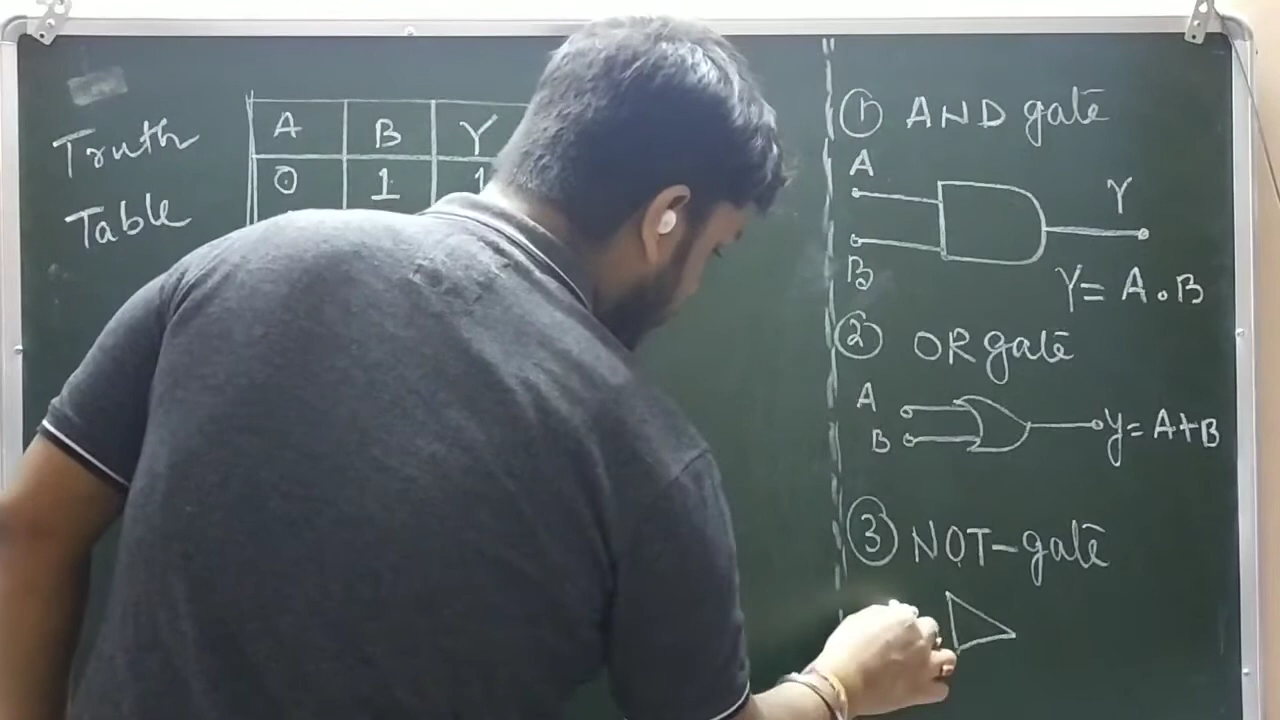 Truth
Table
A B Y
0 1 1
① AND gate
A
B
Y
Y = A . B
② OR gate
A
B
y = A + B
③ NOT-gate